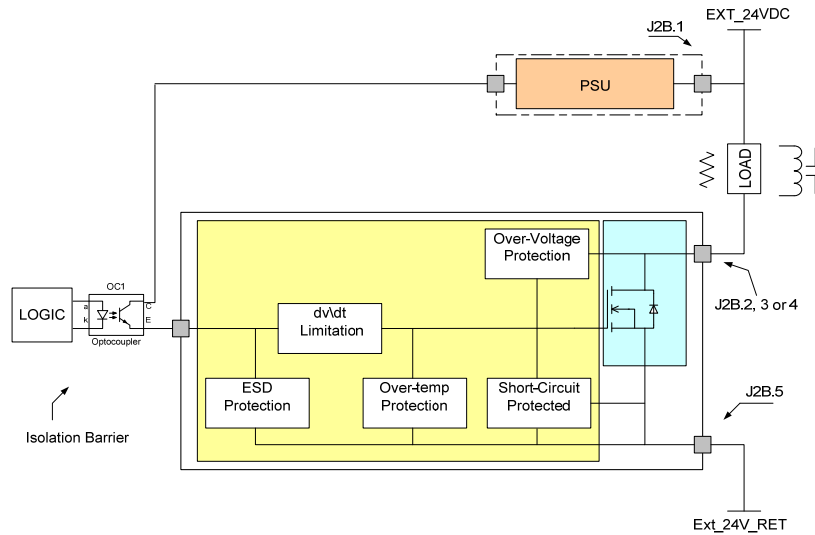 EXT_24VDC
J2B.1
PSU
LOAD
Over-Voltage
Protection
J2B.2, 3 or 4
OC1
LOGIC
a
k
C
E
Optocoupler
dv\dt
Limitation
ESD
Protection
Over-temp
Protection
Short-Circuit
Protected
J2B.5
Isolation Barrier
Ext_24V_RET